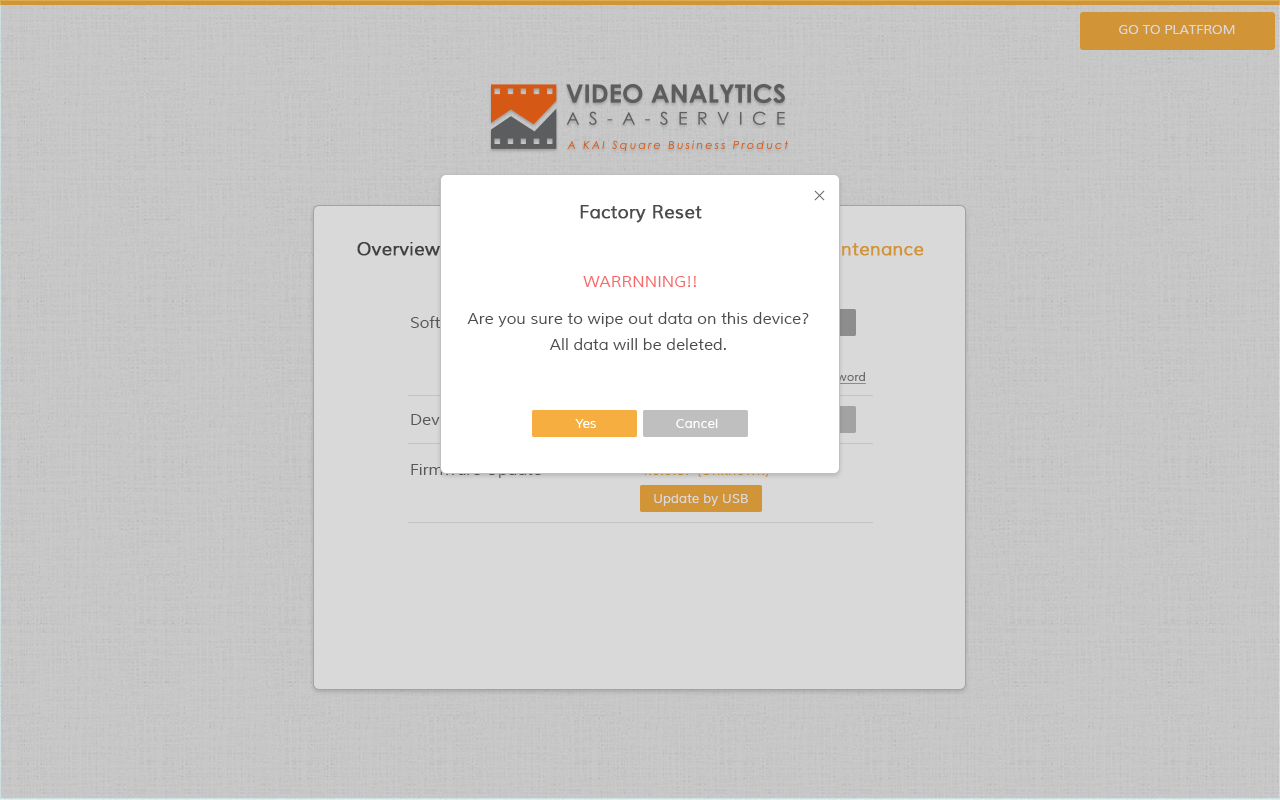 GO TO PLATFROM
VIDEO ANALYTICS
AS-A-SERVICE
A KAI Square Business Product
Factory Reset
Overview
ntenance
WARRNNING!!
Are you sure to wipe out data on this device?
All data will be deleted.
Soft
word
Yes
Cancel
Dev
Firmware Update
Update by USB